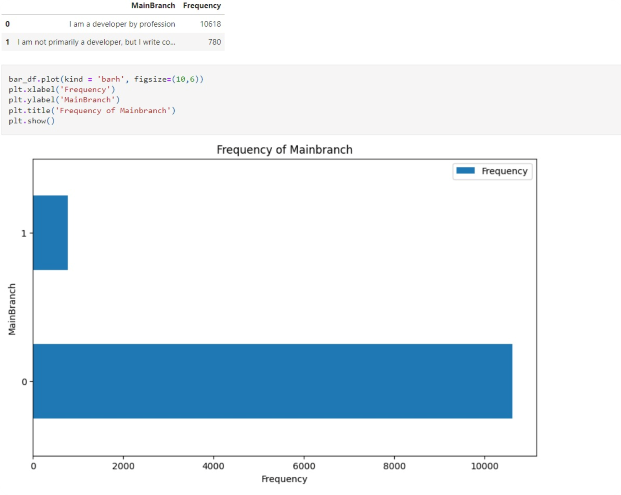 MainBranch Frequency
0 I am a developer by profession 10618
1 I am not primarily a developer, but I write co... 780
bar_df.plot(kind = 'barh', figsize=(10,6))
plt.xlabel('Frequency')
plt.ylabel('MainBranch')
plt.title('Frequency of Mainbranch')
plt.show()
Frequency of Mainbranch
Frequency
1
MainBranch
0
0 2000 4000 6000 8000 10000
Frequency